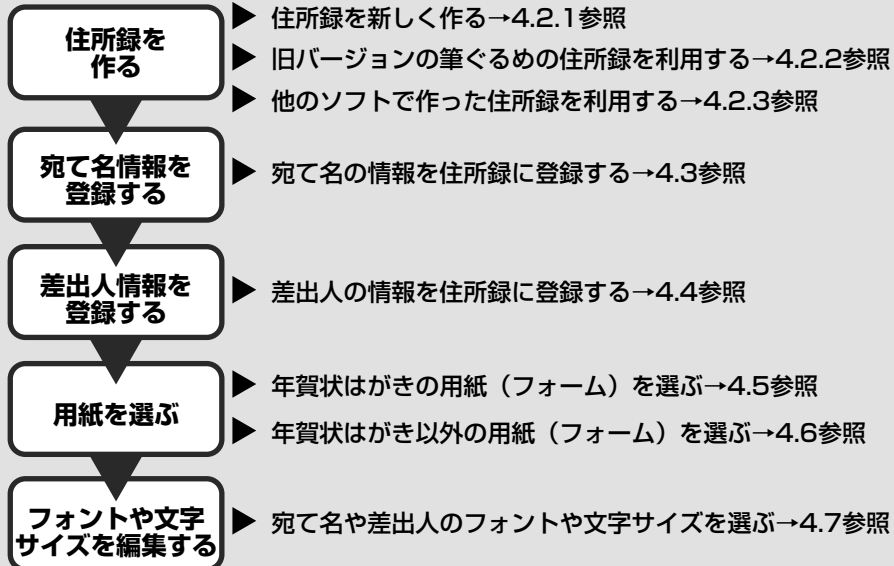 住所録を
作る
▶ 住所録を新しく作る→4.2.1参照
▶ 旧バージョンの筆ぐるめの住所録を利用する→4.2.2参照
▶ 他のソフトで作った住所録を利用する→4.2.3参照
宛て名情報を
登録する
▶ 宛て名の情報を住所録に登録する→4.3参照
差出人情報を
登録する
▶ 差出人の情報を住所録に登録する→4.4参照
用紙を選ぶ
▶ 年賀状はがきの用紙（フォーム）を選ぶ→4.5参照
▶ 年賀状はがき以外の用紙（フォーム）を選ぶ→4.6参照
フォントや文字
サイズを編集する
▶ 宛て名や差出人のフォントや文字サイズを選ぶ→4.7参照